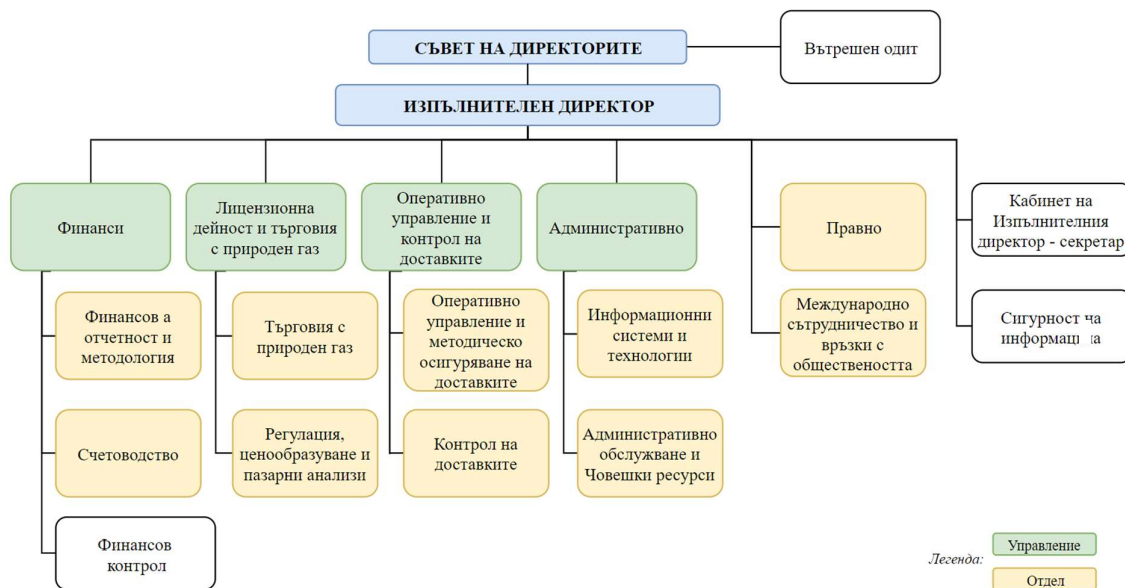 СЪВЕТ НА ДИРЕКТОРИТЕ
Вътрешен одит
ИЗПЪЛНИТЕЛЕН ДИРЕКТОР
Финанси
Лицензионна
дейност и търговия
с природен газ
Оперативно
управление и
контрол на
доставките
Административно
Правно
Кабинет на
Изпълнителния
директор - секретар
Финансов а
отчетност и
методология
Търговия с
природен газ
Оперативно
управление и
методическо
осигуряване на
доставките
Информационни
системи и
технологии
Международно
сътрудничество и
връзки с
обществеността
Сигурност
Счетоводство
Регулация,
ценообразуване и
пазарни анализи
Контрол на
доставките
Административно
обслужване и
Човешки ресурси
Финансов
контрол
Легенда:
Управление
Отдел